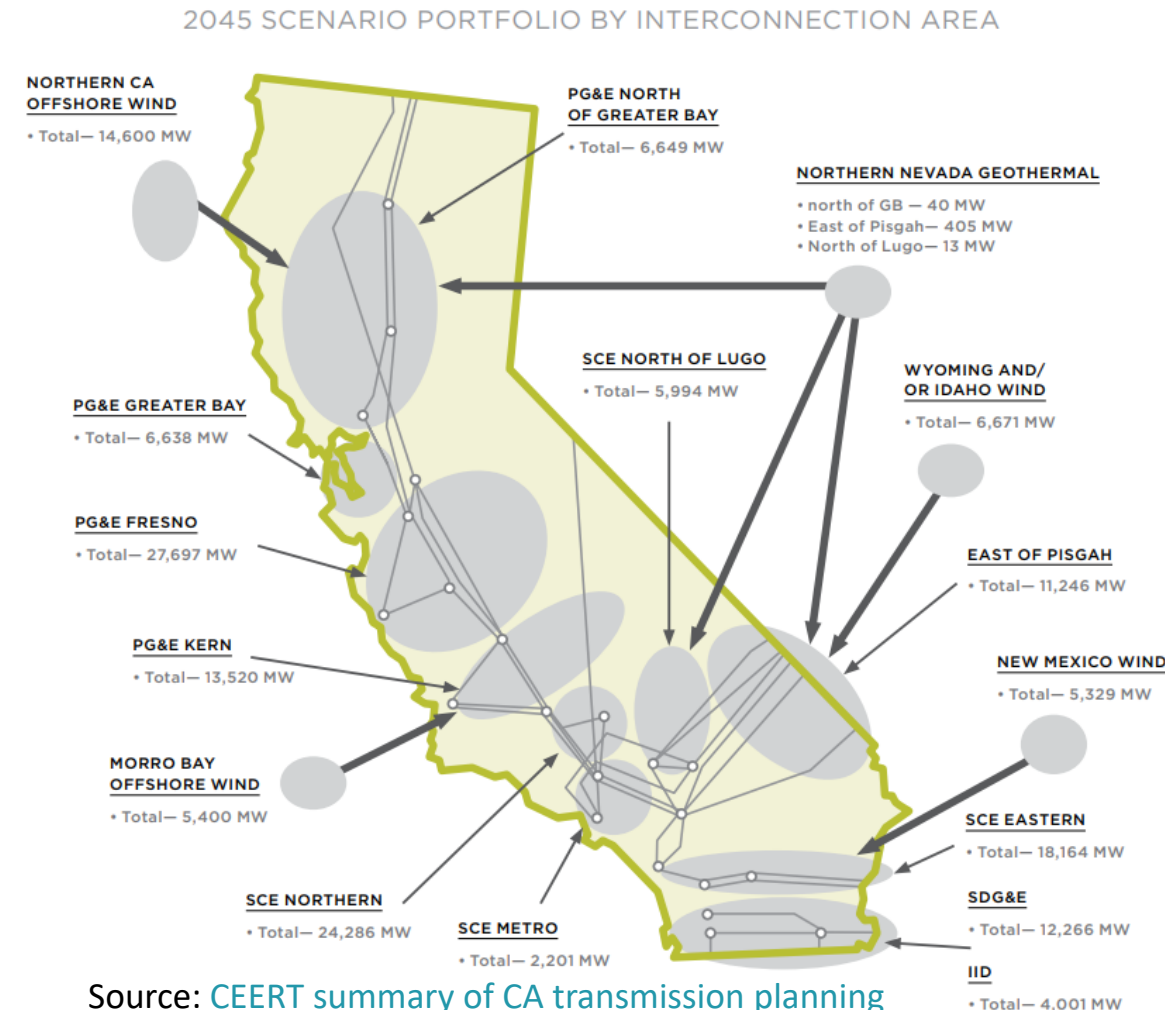 2045 SCENARIO PORTFOLIO BY INTERCONNECTION AREA
NORTHERN CA
OFFSHORE WIND
• Total— 14,600 MW
PG&E NORTH
OF GREATER BAY
• Total— 6,649 MW
NORTHERN NEVADA GEOTHERMAL
• north of GB — 40 MW
• East of Pisgah— 405 MW
• North of Lugo— 13 MW
SCE NORTH OF LUGO
• Total— 5,994 MW
WYOMING AND/
OR IDAHO WIND
• Total— 6,671 MW
PG&E GREATER BAY
• Total— 6,638 MW
PG&E FRESNO
• Total— 27,697 MW
EAST OF PISGAH
• Total— 11,246 MW
PG&E KERN
• Total— 13,520 MW
NEW MEXICO WIND
• Total— 5,329 MW
MORRO BAY
OFFSHORE WIND
• Total— 5,400 MW
SCE EASTERN
• Total— 18,164 MW
SCE NORTHERN
• Total— 24,286 MW
SCE METRO
• Total— 2,201 MW
SDG&E
• Total— 12,266 MW
IID
• Total— 4,001 MW
Source: CEERT summary of CA transmission planning